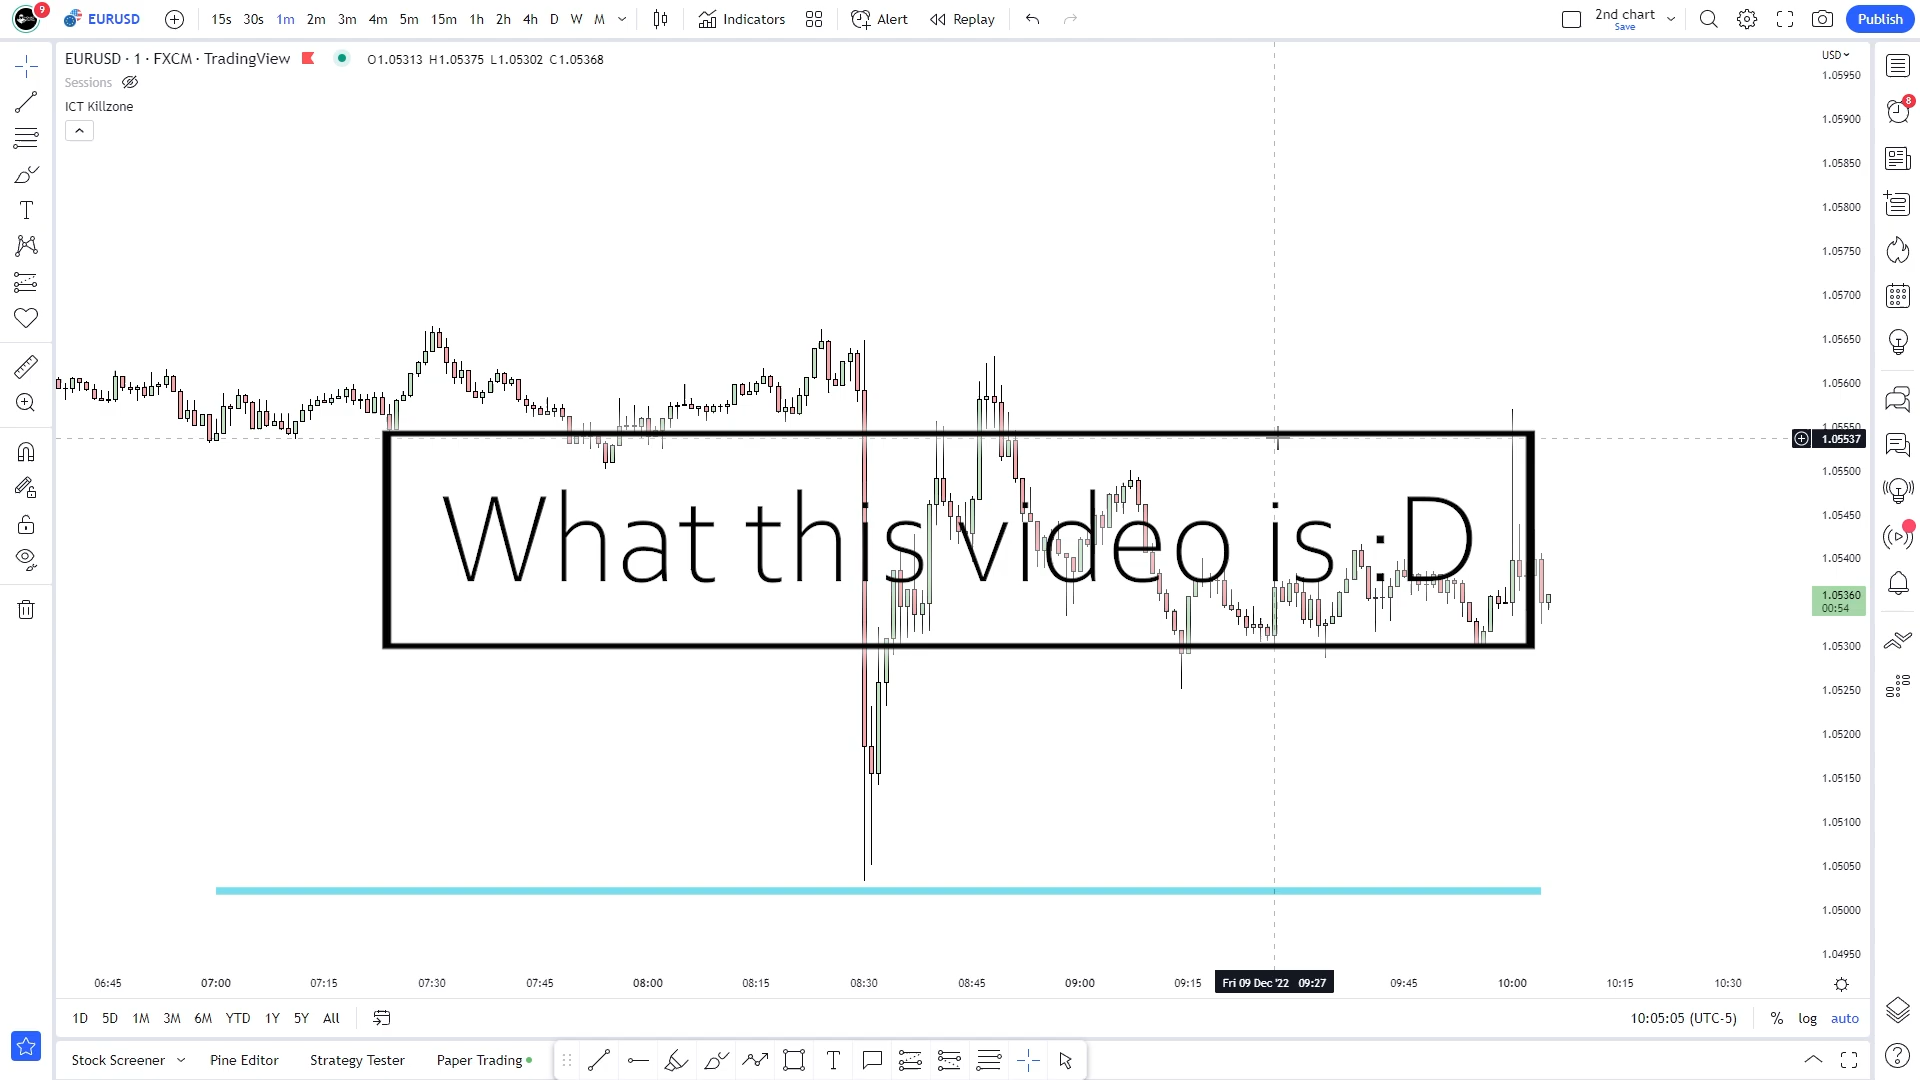 9
EURUSD
15s 30s 1m 2m 3m 4m 5m 15m 1h 2h 4h D W M
Indicators
Alert
Replay
2nd chart
Save
Publish
EURUSD · 1 · FXCM · TradingView
O1.05313 H1.05375 L1.05302 C1.05368
Sessions
ICT Killzone
USD
1.05950
8
1.05900
1.05850
1.05800
1.05750
1.05700
1.05650
1.05600
1.05550
1.05537
1.05500
1.05450
1.05400
1.05360
00:54
1.05300
1.05250
1.05200
1.05150
1.05100
1.05050
1.05000
1.04950
What this video is :D
06:45 07:00 07:15 07:30 07:45 08:00 08:15 08:30 08:45 09:00 09:15 Fri 09 Dec '22 09:27 09:45 10:00 10:15 10:30
1D 5D 1M 3M 6M YTD 1Y 5Y All
10:05:05 (UTC-5)
% log auto
Stock Screener Pine Editor Strategy Tester Paper Trading